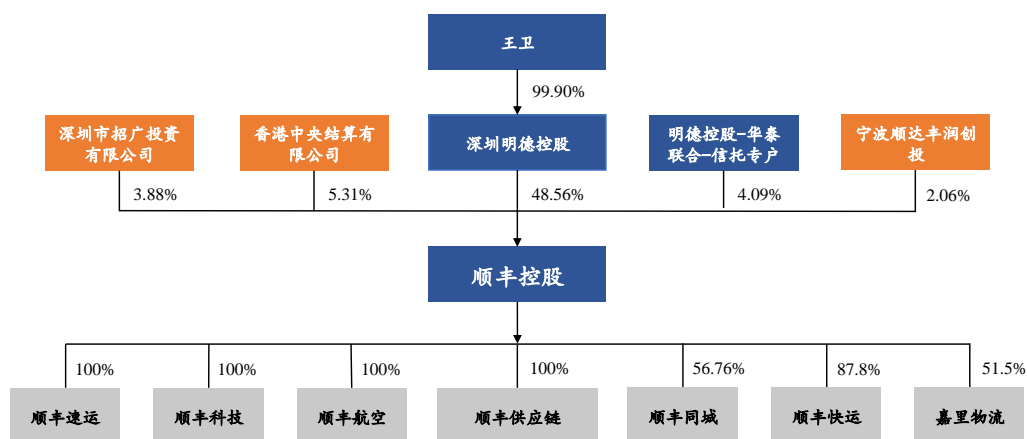 王卫
99.90%
深圳市招广投资
有限公司
香港中央结算有
限公司
深圳明德控股
明德控股-华泰
联合-信托专户
宁波顺达丰润创
投
3.88%
5.31%
48.56%
4.09%
2.06%
顺丰控股
100%
100%
100%
100%
56.76%
87.8%
51.5%
顺丰速运
顺丰科技
顺丰航空
顺丰供应链
顺丰同城
顺丰快运
嘉里物流